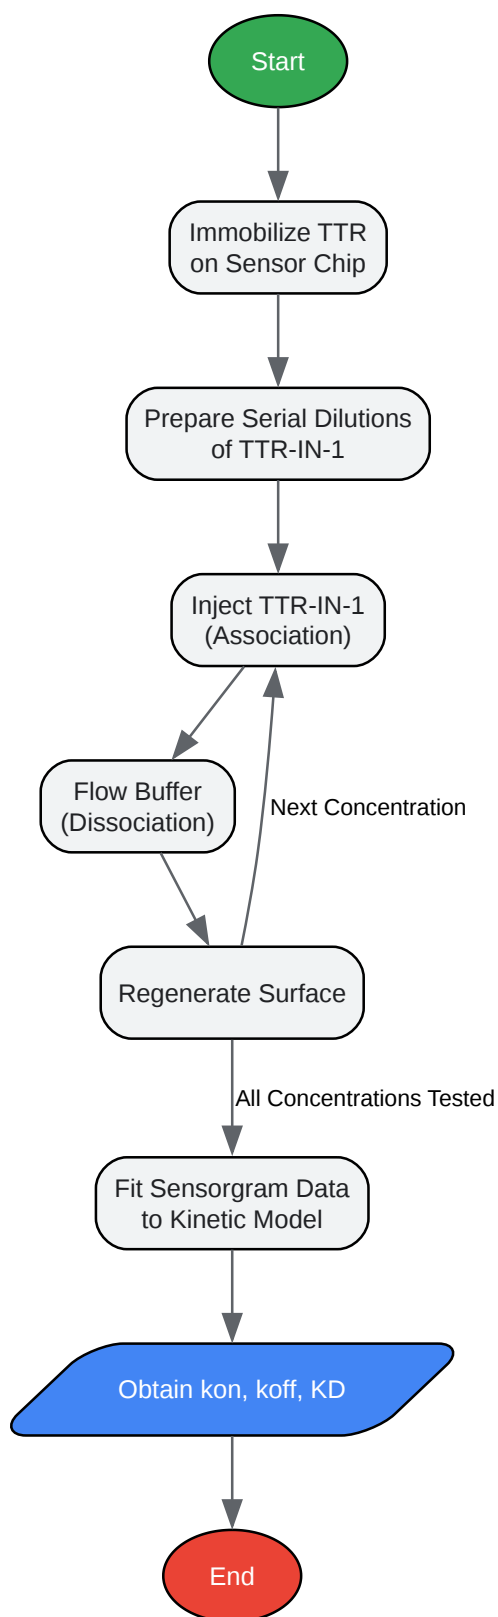 Start
Immobilize TTR
on Sensor Chip
Prepare Serial Dilutions
of TTR-IN-1
Inject TTR-IN-1
(Association)
Flow Buffer
(Dissociation)
Next Concentration
Regenerate Surface
All Concentrations Tested
Fit Sensorgram Data
to Kinetic Model
Obtain kon, koff, KD
End